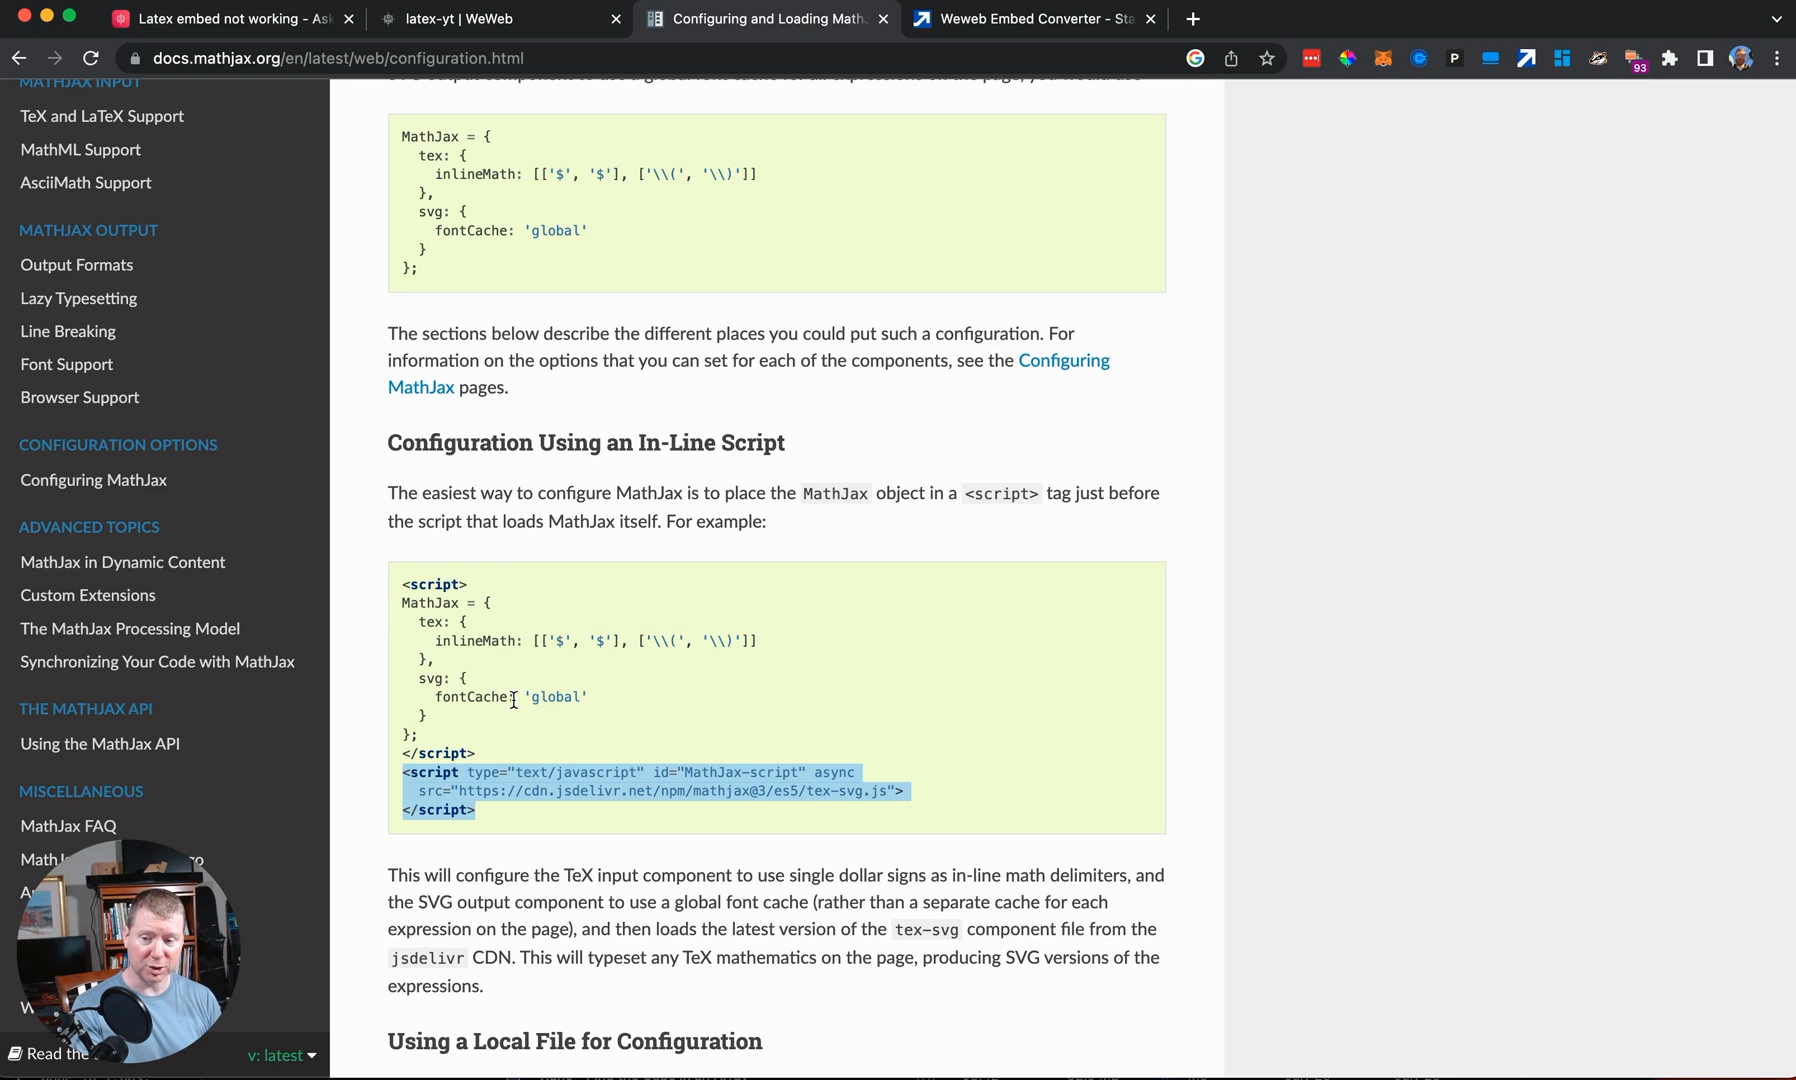 Latex embed not working - Ask
latex-yt | WeWeb
Configuring and Loading Math
Weweb Embed Converter - Sta
docs.mathjax.org/en/latest/web/configuration.html
93
MATHJAX INPUT
TeX and LaTeX Support
MathML Support
AsciiMath Support
MATHJAX OUTPUT
Output Formats
Lazy Typesetting
Line Breaking
Font Support
Browser Support
CONFIGURATION OPTIONS
Configuring MathJax
ADVANCED TOPICS
MathJax in Dynamic Content
Custom Extensions
The MathJax Processing Model
Synchronizing Your Code with MathJax
THE MATHJAX API
Using the MathJax API
MISCELLANEOUS
MathJax FAQ
Read the
v: latest
MathJax = {
tex: {
inlineMath: [['$', '$'], ['\\(', '\\)']]
},
svg: {
fontCache: 'global'
}
};
The sections below describe the different places you could put such a configuration. For
information on the options that you can set for each of the components, see the Configuring
MathJax pages.
Configuration Using an In-Line Script
The easiest way to configure MathJax is to place the MathJax object in a <script> tag just before
the script that loads MathJax itself. For example:
<script>
MathJax = {
tex: {
inlineMath: [['$', '$'], ['\\(', '\\)']]
},
svg: {
fontCache: 'global'
}
};
</script>
<script type="text/javascript" id="MathJax-script" async
src="https://cdn.jsdelivr.net/npm/mathjax@3/es5/tex-svg.js">
</script>
This will configure the TeX input component to use single dollar signs as in-line math delimiters, and
the SVG output component to use a global font cache (rather than a separate cache for each
expression on the page), and then loads the latest version of the tex-svg component file from the
jsdelivr CDN. This will typeset any TeX mathematics on the page, producing SVG versions of the
expressions.
Using a Local File for Configuration